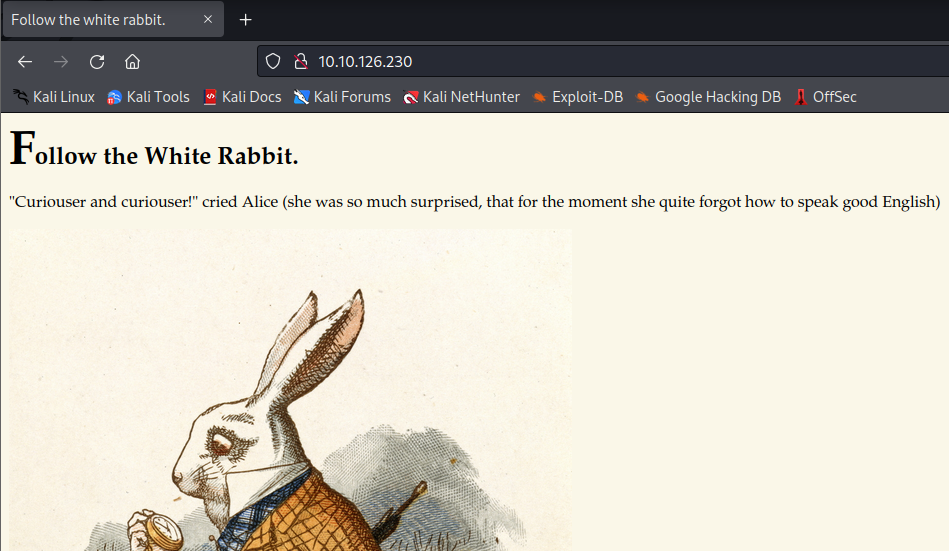 Follow the white rabbit.
10.10.126.230
Kali Linux Kali Tools Kali Docs Kali Forums Kali NetHunter Exploit-DB Google Hacking DB OffSec
Follow the White Rabbit.
"Curiouser and curiouser!" cried Alice (she was so much surprised, that for the moment she quite forgot how to speak good English)